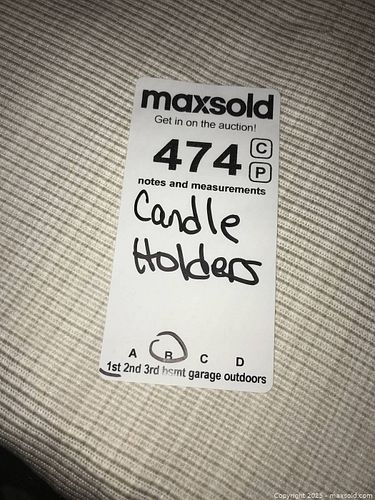 maxsold
Get in on the auction!
474 C
P
notes and measurements
Candle
Holders
A B C D
1st 2nd 3rd bsmt garage outdoors
Copyright 2025 - maxsold.com